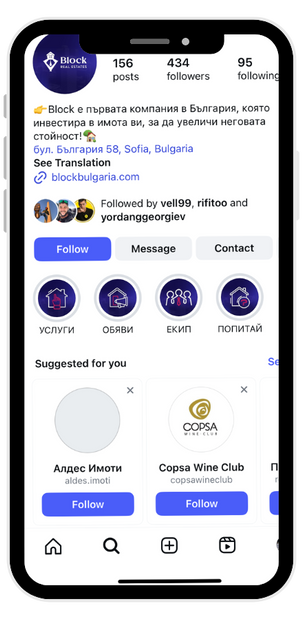 Block
REAL ESTATES
156 434 95
posts followers following
👉Block е първата компания в България, която
инвестира в имота ви, за да увеличи неговата
стойност!🏡
бул. България 58, Sofia, Bulgaria
See Translation
blockbulgaria.com
Followed by vell99, rifitoo and
yordanggeorgiev
Follow Message Contact
УСЛУГИ ОБЯВИ ЕКИП ПОПИТАЙ
Suggested for you
COPSA
WINE CLUB
Алдес Имоти Copsa Wine Club
aldes.imoti copsawineclub
Follow Follow